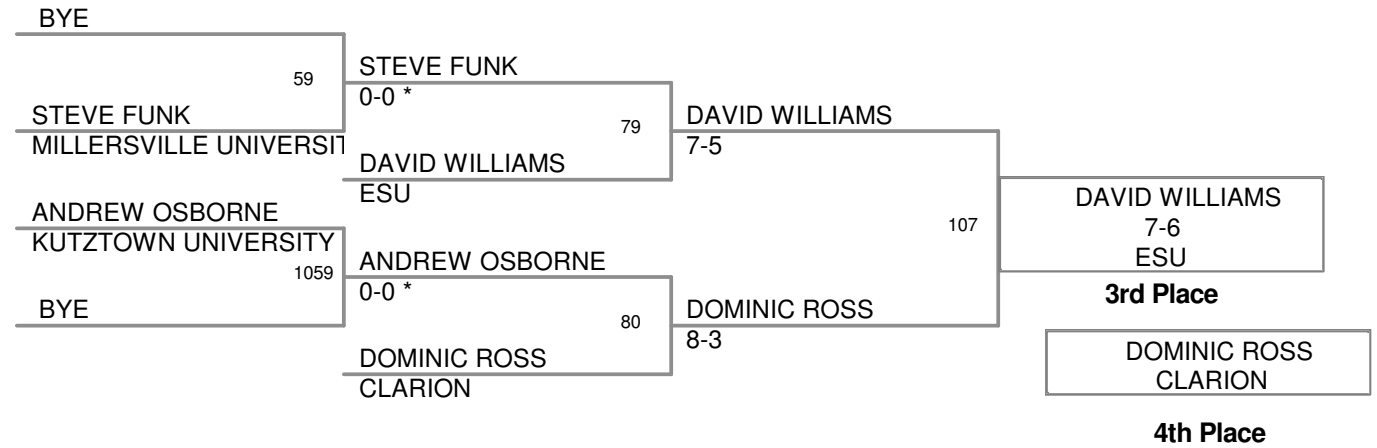 BYE
59
STEVE FUNK
MILLERSVILLE UNIVERSIT
ANDREW OSBORNE
KUTZTOWN UNIVERSITY
1059
BYE
STEVE FUNK
0-0 *
79
DAVID WILLIAMS
ESU
ANDREW OSBORNE
0-0 *
80
DOMINIC ROSS
CLARION
DAVID WILLIAMS
7-5
107
DOMINIC ROSS
8-3
DAVID WILLIAMS
7-6
ESU
3rd Place
DOMINIC ROSS
CLARION
4th Place